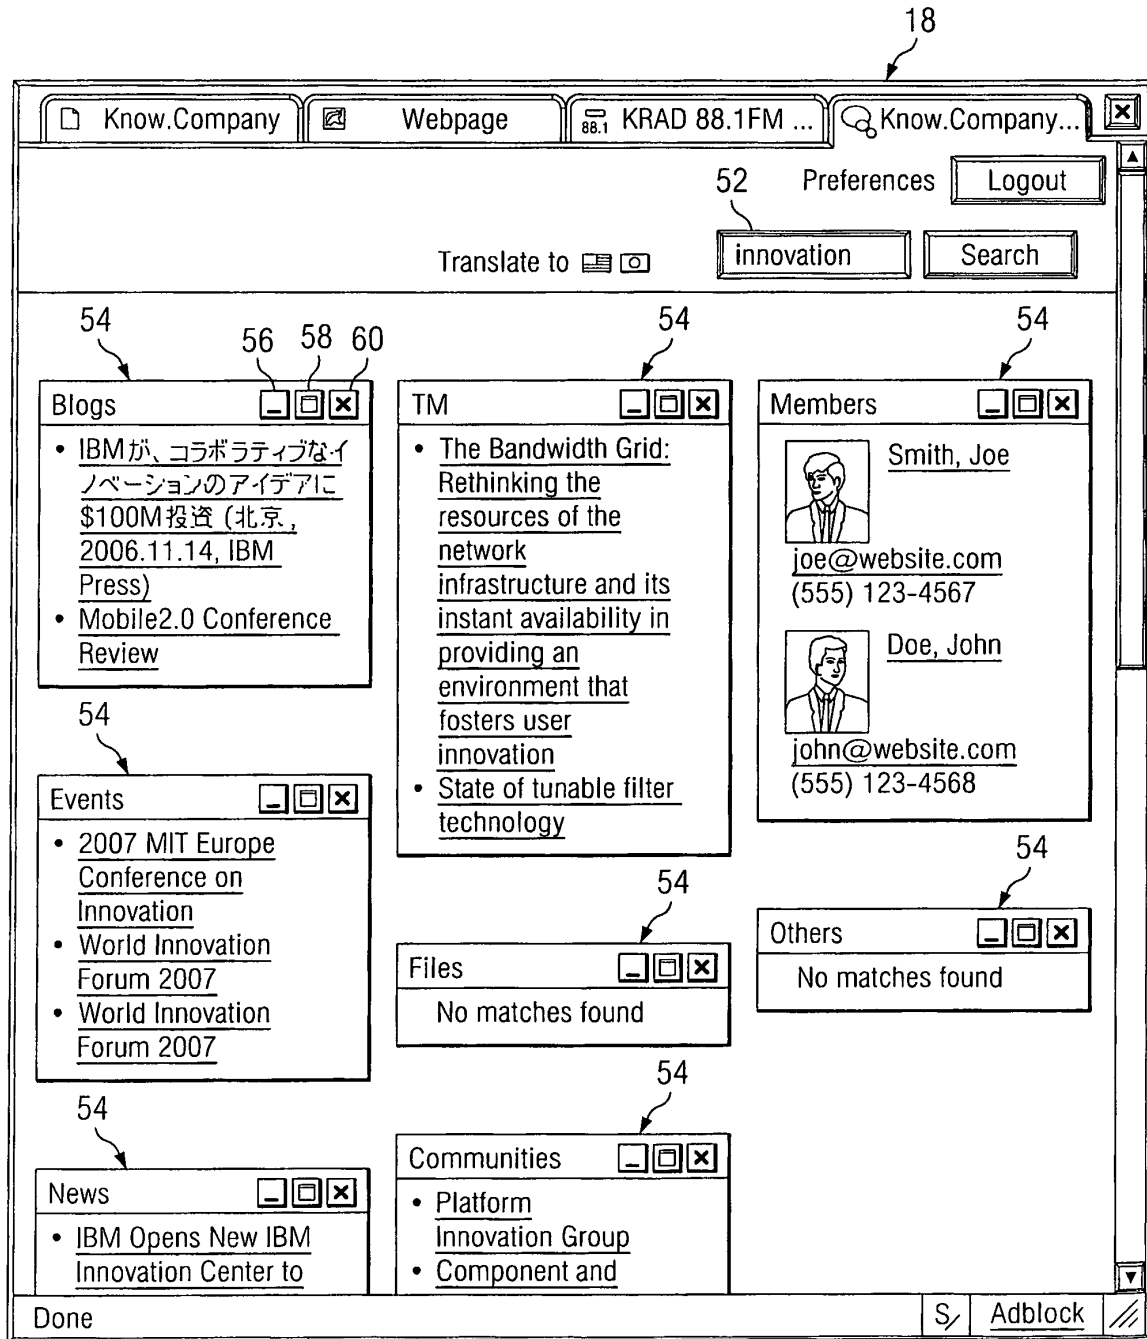 18
Know.Company
Webpage
88.1 KRAD 88.1FM ...
Know.Company...
52
Preferences
Logout
Translate to
innovation
Search
54
56
58
60
Blogs
• IBMが、コラボラティブなイ
ノベーションのアイデアに
$100M投資 (北京,
2006.11.14, IBM
Press)
• Mobile2.0 Conference
Review
54
Events
• 2007 MIT Europe
Conference on
Innovation
• World Innovation
Forum 2007
• World Innovation
Forum 2007
54
News
• IBM Opens New IBM
Innovation Center to
54
TM
• The Bandwidth Grid:
Rethinking the
resources of the
network
infrastructure and its
instant availability in
providing an
environment that
fosters user
innovation
• State of tunable filter
technology
54
Files
No matches found
54
Communities
• Platform
Innovation Group
• Component and
54
Members
Smith, Joe
joe@website.com
(555) 123-4567
Doe, John
john@website.com
(555) 123-4568
54
Others
No matches found
Done
S
Adblock